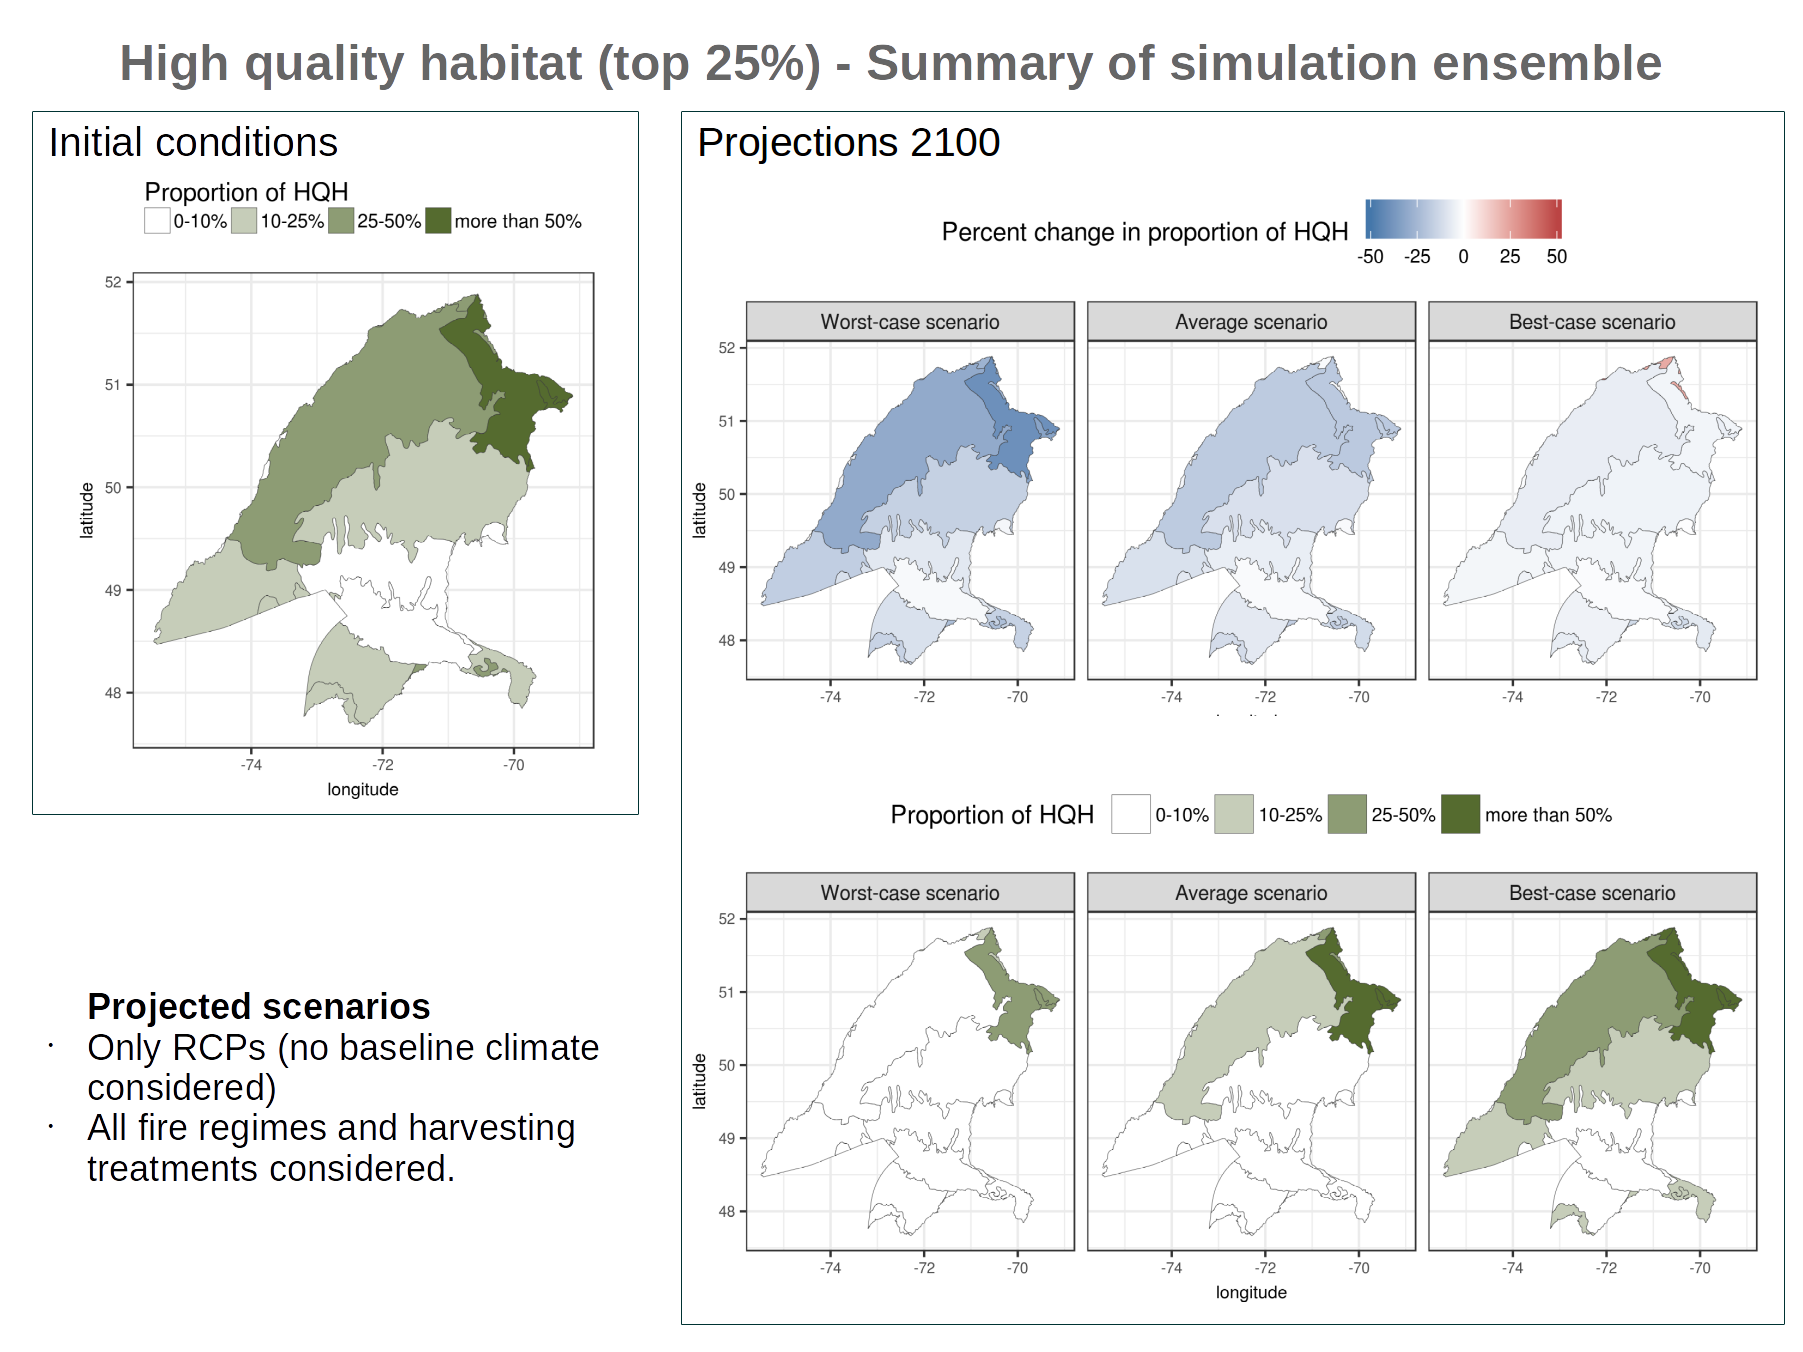 High quality habitat (top 25%) - Summary of simulation ensemble
Initial conditions
Proportion of HQH
0-10% 10-25% 25-50% more than 50%
52
51
50
49
48
latitude
-74 -72 -70
longitude
Projected scenarios
· Only RCPs (no baseline climate
considered)
· All fire regimes and harvesting
treatments considered.
Projections 2100
Percent change in proportion of HQH
-50 -25 0 25 50
Worst-case scenario Average scenario Best-case scenario
52
51
50
49
48
latitude
-74 -72 -70 -74 -72 -70 -74 -72 -70
Proportion of HQH 0-10% 10-25% 25-50% more than 50%
Worst-case scenario Average scenario Best-case scenario
52
51
50
49
48
latitude
-74 -72 -70 -74 -72 -70 -74 -72 -70
longitude